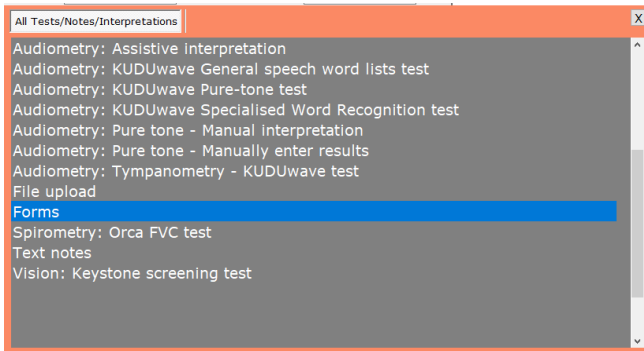 All Tests/Notes/Interpretations
X
Audiometry: Assistive interpretation
Audiometry: KUDUwave General speech word lists test
Audiometry: KUDUwave Pure-tone test
Audiometry: KUDUwave Specialised Word Recognition test
Audiometry: Pure tone - Manual interpretation
Audiometry: Pure tone - Manually enter results
Audiometry: Tympanometry - KUDUwave test
File upload
Forms
Spirometry: Orca FVC test
Text notes
Vision: Keystone screening test